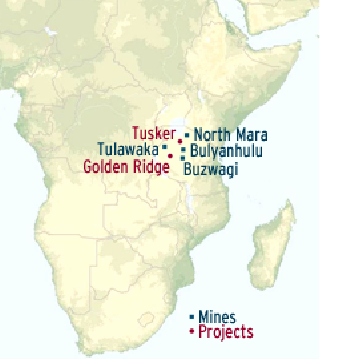 Tusker
North Mara
Tulawaka
Bulyanhulu
Golden Ridge
Buzwagi
Mines
Projects